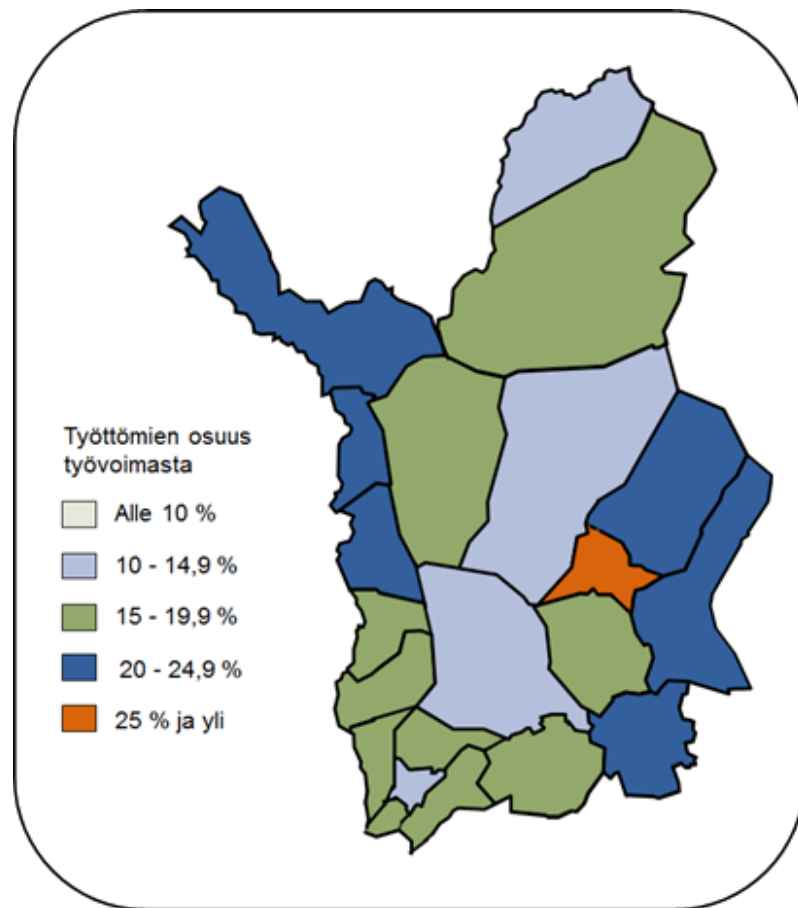 Työttömien osuus
työvoimasta
Alle 10 %
10 - 14,9 %
15 - 19,9 %
20 - 24,9 %
25 % ja yli